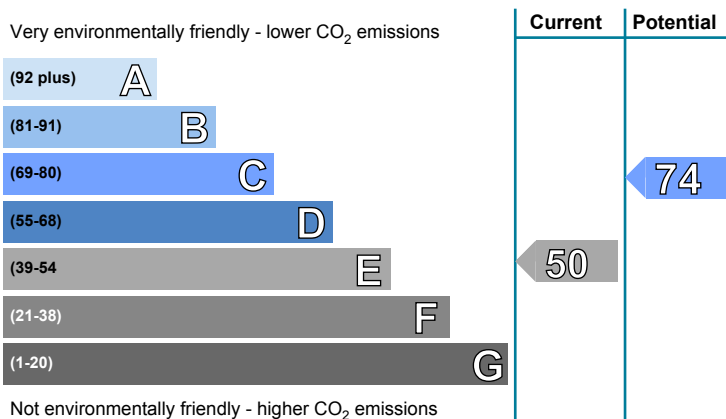 Very environmentally friendly - lower CO2 emissions
Current
Potential
(92 plus) A
(81-91) B
(69-80) C
74
(55-68) D
(39-54 E
50
(21-38) F
(1-20) G
Not environmentally friendly - higher CO2 emissions